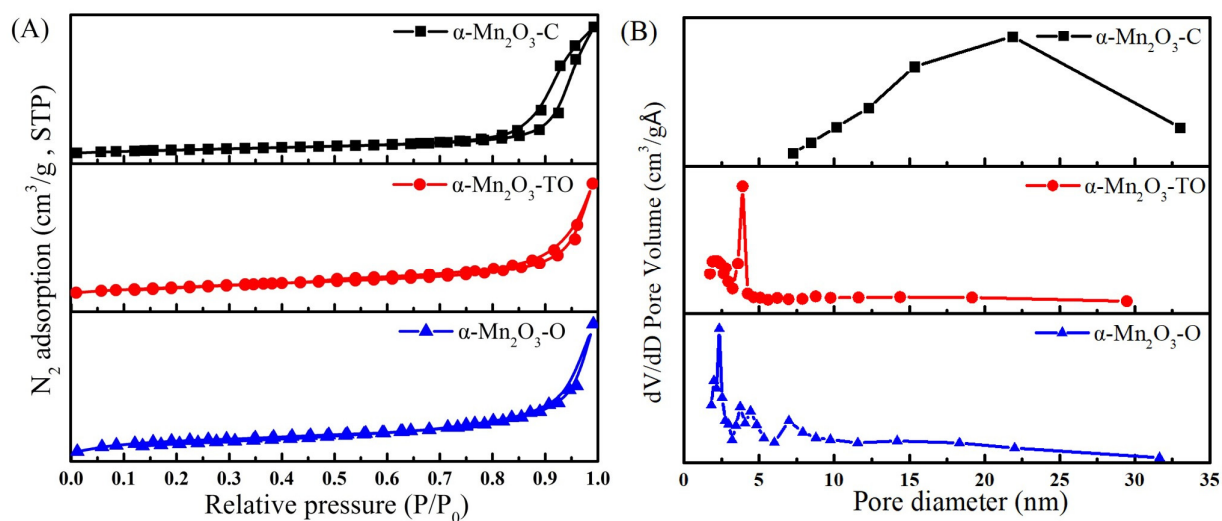 (A)
α-Mn₂O₃-C
α-Mn₂O₃-TO
α-Mn₂O₃-O
N₂ adsorption (cm³/g , STP)
0.0 0.1 0.2 0.3 0.4 0.5 0.6 0.7 0.8 0.9 1.0
Relative pressure (P/P₀)
(B)
α-Mn₂O₃-C
α-Mn₂O₃-TO
α-Mn₂O₃-O
dV/dD Pore Volume (cm³/gÅ)
0 5 10 15 20 25 30 35
Pore diameter (nm)